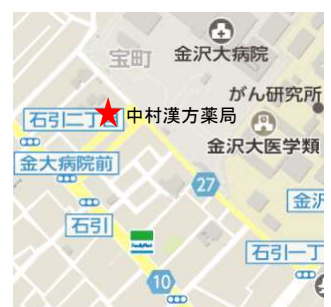 宝町
金沢大病院
がん研究所
石引二丁
中村漢方薬局
金沢大医学類
金大病院前
27
金沢
石引
FamilyMart
石引一丁
10